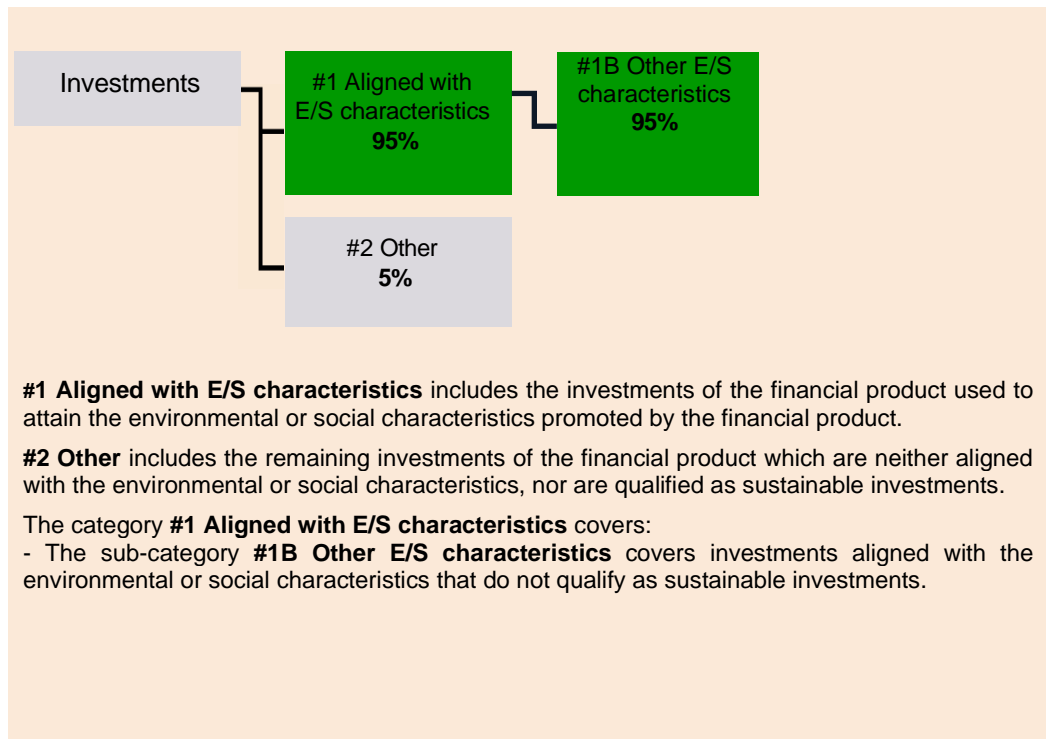 Investments
#1 Aligned with
E/S characteristics
95%
#1B Other E/S
characteristics
95%
#2 Other
5%
#1 Aligned with E/S characteristics includes the investments of the financial product used to
attain the environmental or social characteristics promoted by the financial product.
#2 Other includes the remaining investments of the financial product which are neither aligned
with the environmental or social characteristics, nor are qualified as sustainable investments.
The category #1 Aligned with E/S characteristics covers:
- The sub-category #1B Other E/S characteristics covers investments aligned with the
environmental or social characteristics that do not qualify as sustainable investments.